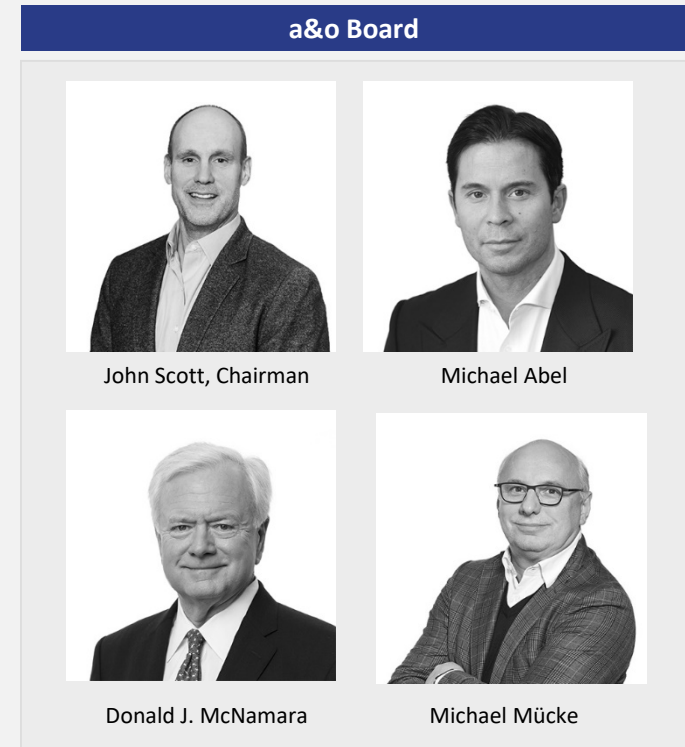 a&o Board
John Scott, Chairman
Michael Abel
Donald J. McNamara
Michael Mücke